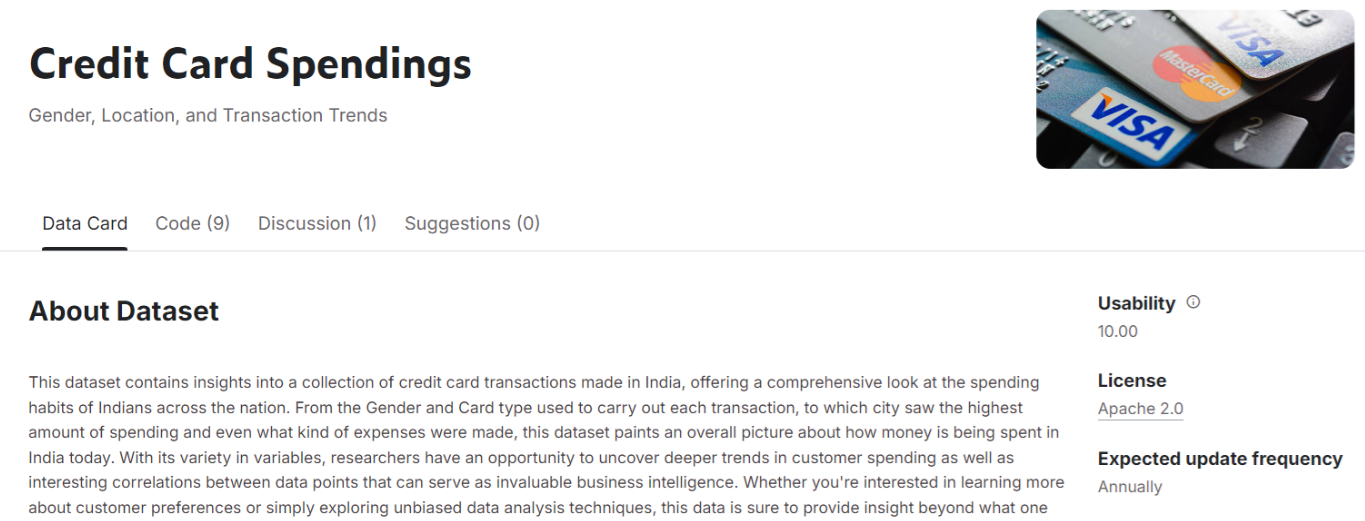 Credit Card Spendings
Gender, Location, and Transaction Trends
MasterCard
VISA
VISA
2
Data Card
Code (9)
Discussion (1)
Suggestions (0)
About Dataset
This dataset contains insights into a collection of credit card transactions made in India, offering a comprehensive look at the spending
habits of Indians across the nation. From the Gender and Card type used to carry out each transaction, to which city saw the highest
amount of spending and even what kind of expenses were made, this dataset paints an overall picture about how money is being spent in
India today. With its variety in variables, researchers have an opportunity to uncover deeper trends in customer spending as well as
interesting correlations between data points that can serve as invaluable business intelligence. Whether you're interested in learning more
about customer preferences or simply exploring unbiased data analysis techniques, this data is sure to provide insight beyond what one
Usability
10.00
License
Apache 2.0
Expected update frequency
Annually